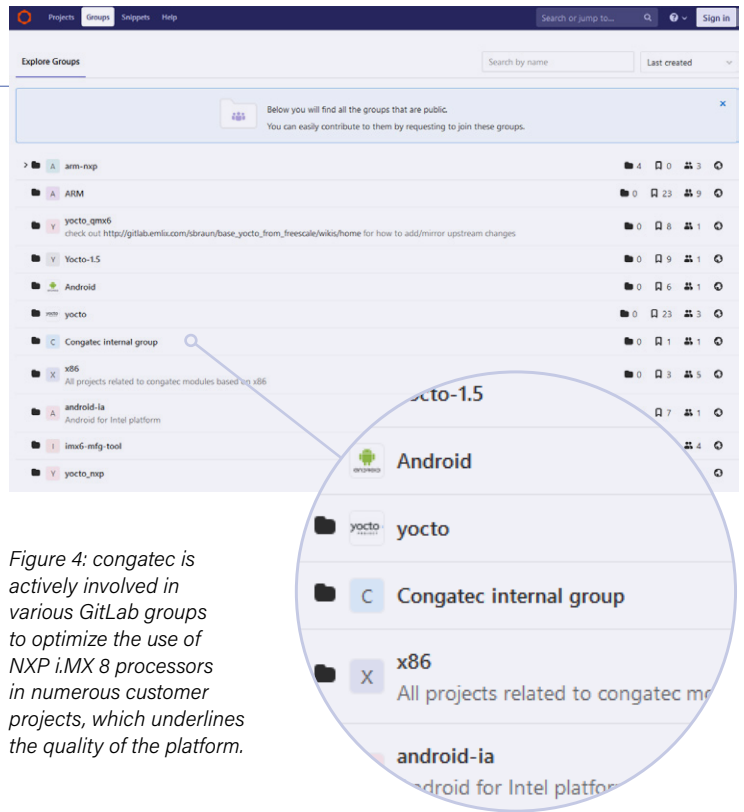 Projects Groups Snippets Help Search or jump to... Sign in
Explore Groups Search by name Last created
Below you will find all the groups that are public.
You can easily contribute to them by requesting to join these groups.
A arm-nxp 4 0 3
A ARM 0 23 9
Y yocto_qmx6 0 8 1
check out http://gitlab.emlix.com/sbraun/base_yocto_from_freescale/wikis/home for how to add/mirror upstream changes
Y Yocto-1.5 0 9 1
Android 0 6 1
yocto yocto 0 23 3
C Congatec internal group 0 1 1
X x86 0 3 5
All projects related to congatec modules based on x86
A android-ia 7 1
Android for Intel platform
I imx6-mfg-tool 4
Y yocto_nxp
octo-1.5
ANDROID Android
yocto PROJECT yocto
C Congatec internal group
X x86
All projects related to congatec mo
android-ia
ndroid for Intel platfor
Figure 4: congatec is
actively involved in
various GitLab groups
to optimize the use of
NXP i.MX 8 processors
in numerous customer
projects, which underlines
the quality of the platform.